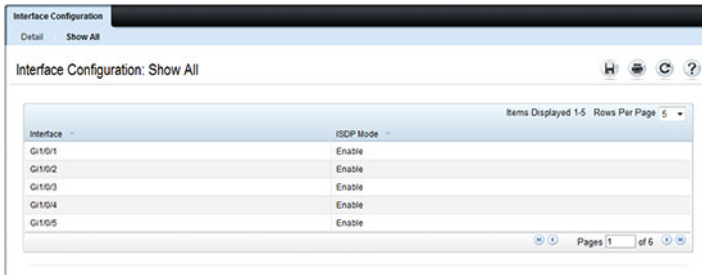 Interface Configuration
Detail Show All
Interface Configuration: Show All
Items Displayed 1-5 Rows Per Page 5
Interface ISDP Mode
Gi1/0/1 Enable
Gi1/0/2 Enable
Gi1/0/3 Enable
Gi1/0/4 Enable
Gi1/0/5 Enable
Pages 1 of 6